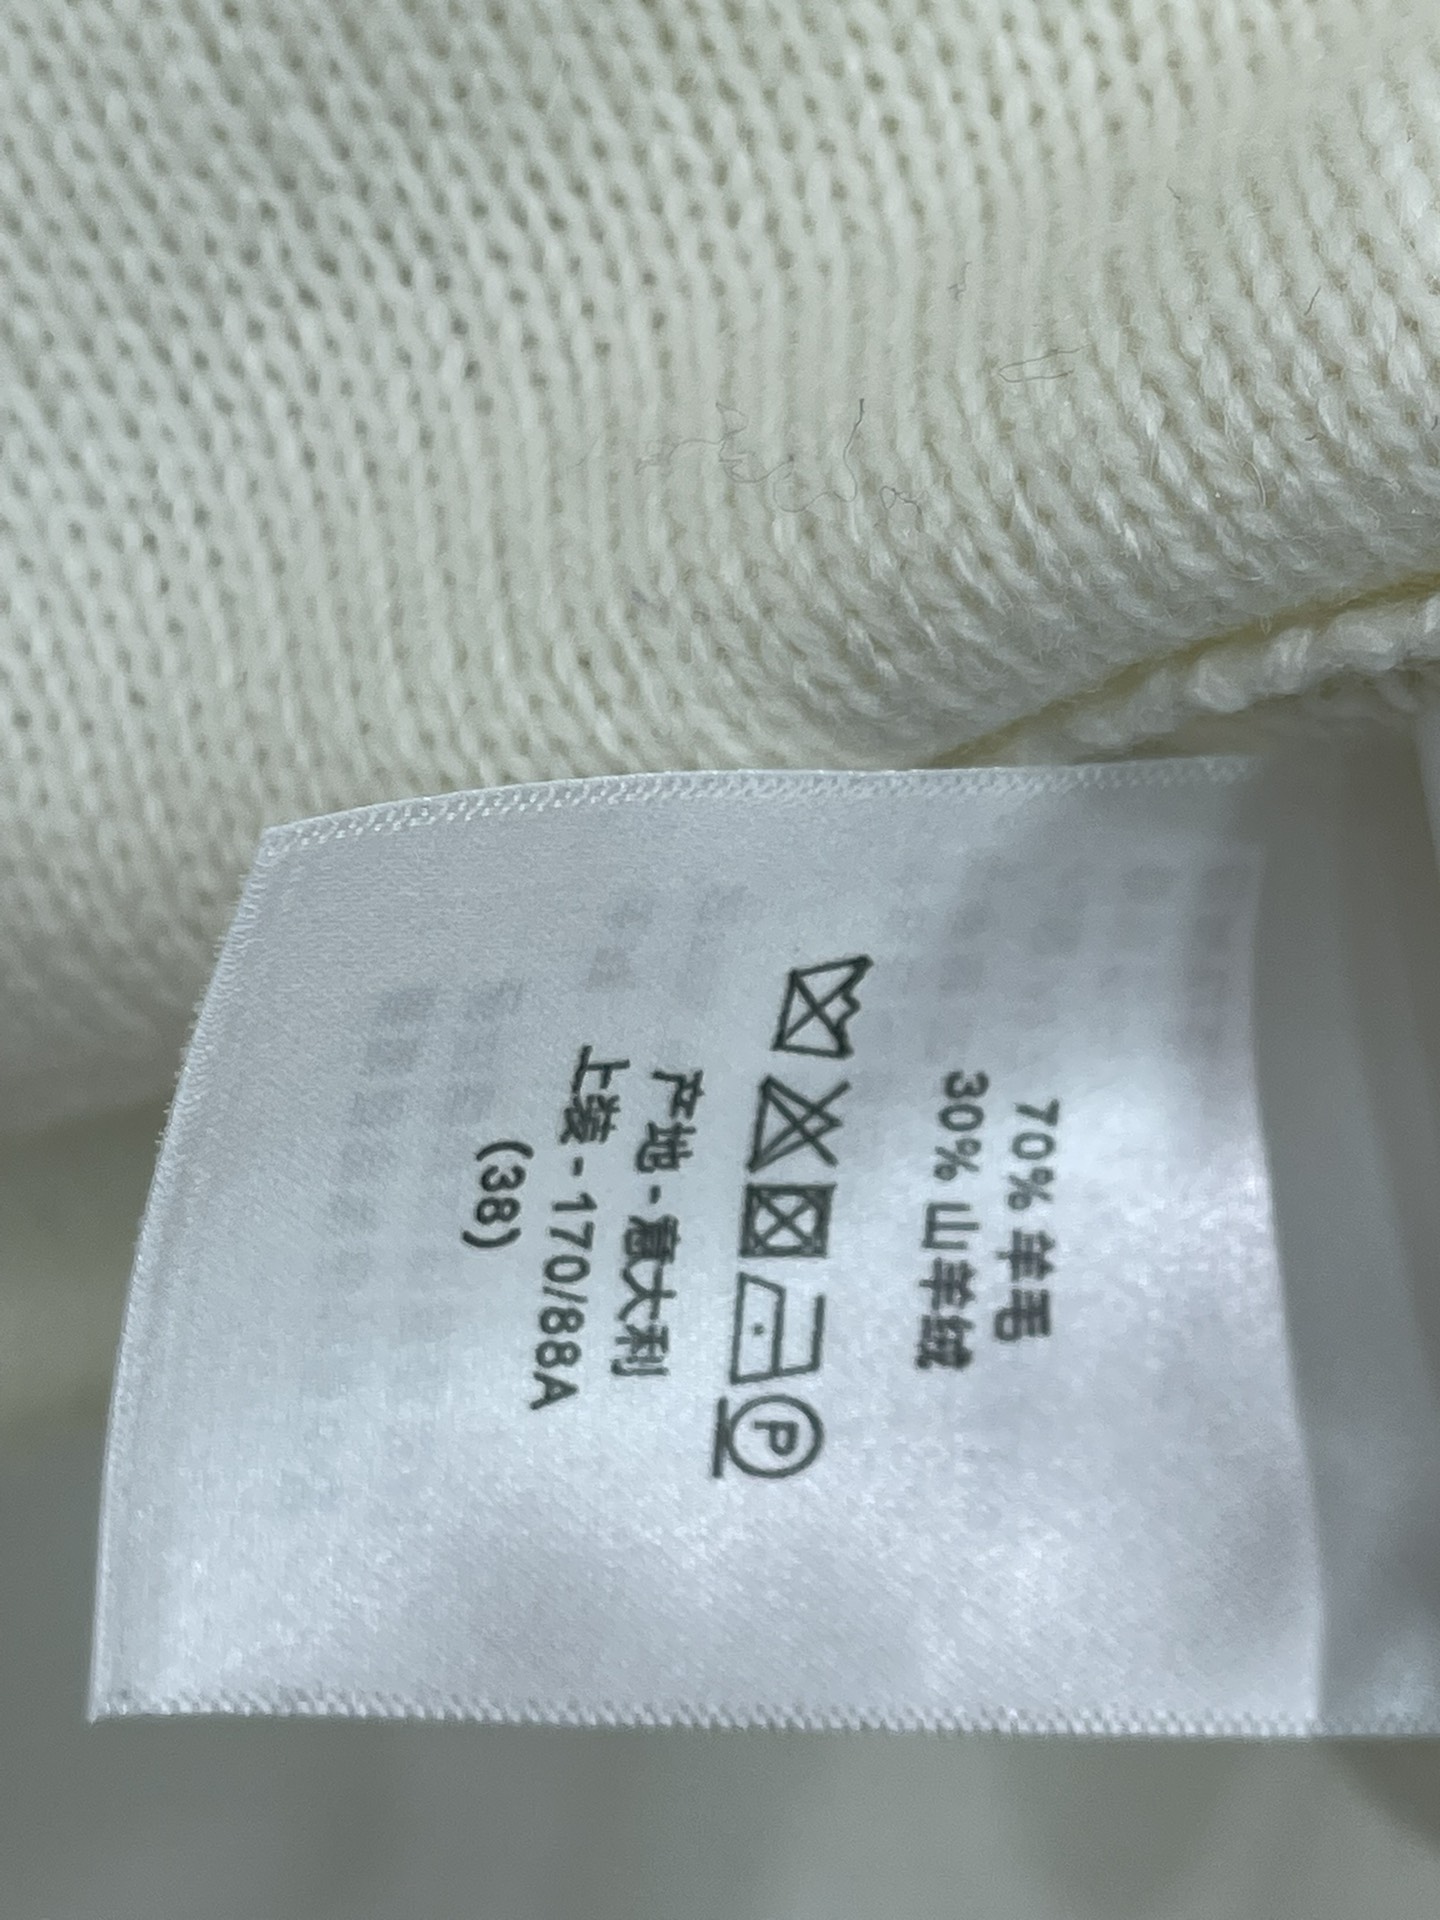 70% 羊毛
30% 山羊绒
P
产地 - 意大利
上装 - 170/88A
(38)